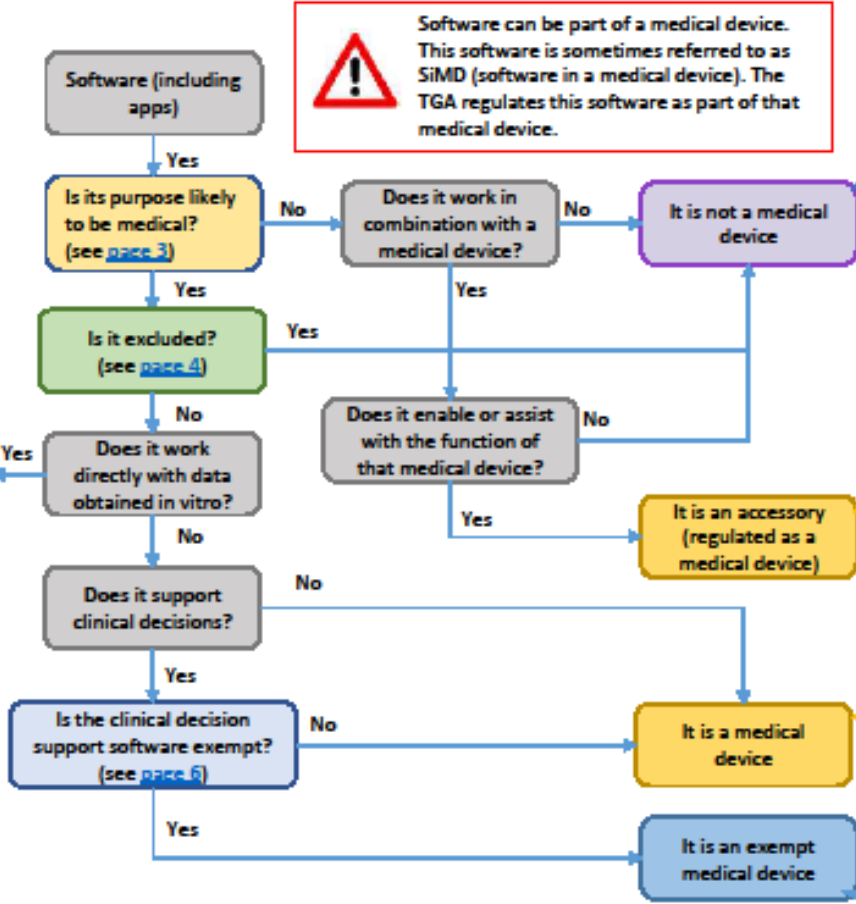 Software can be part of a medical device.
This software is sometimes referred to as
SiMD (software in a medical device). The
TGA regulates this software as part of that
medical device.
Software (including
apps)
Yes
Is its purpose likely
to be medical?
(see page 3)
No
Does it work in
combination with a
medical device?
No
It is not a medical
device
Yes
Yes
Is it excluded?
(see page 4)
Yes
No
Does it enable or assist
with the function of
that medical device?
No
Yes
Does it work
directly with data
obtained in vitro?
Yes
It is an accessory
(regulated as a
medical device)
No
Does it support
clinical decisions?
No
Yes
Is the clinical decision
support software exempt?
(see page 6)
No
It is a medical
device
Yes
It is an exempt
medical device